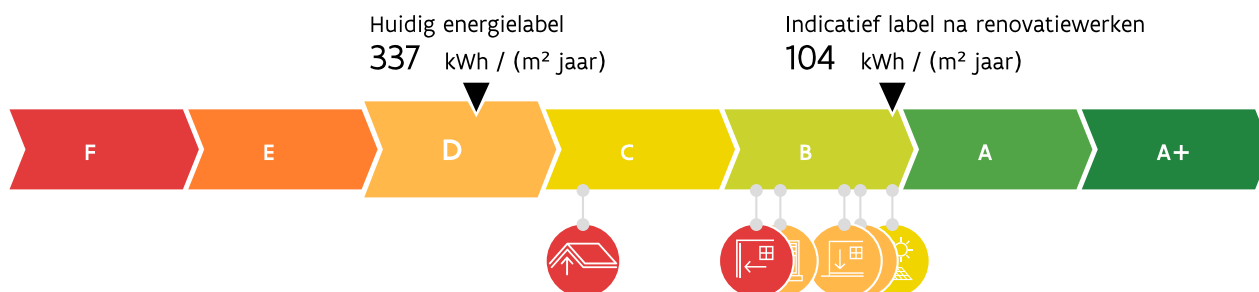 Huidig energielabel
337 kWh / (m² jaar)
Indicatief label na renovatiewerken
104 kWh / (m² jaar)
F
E
D
C
B
A
A+